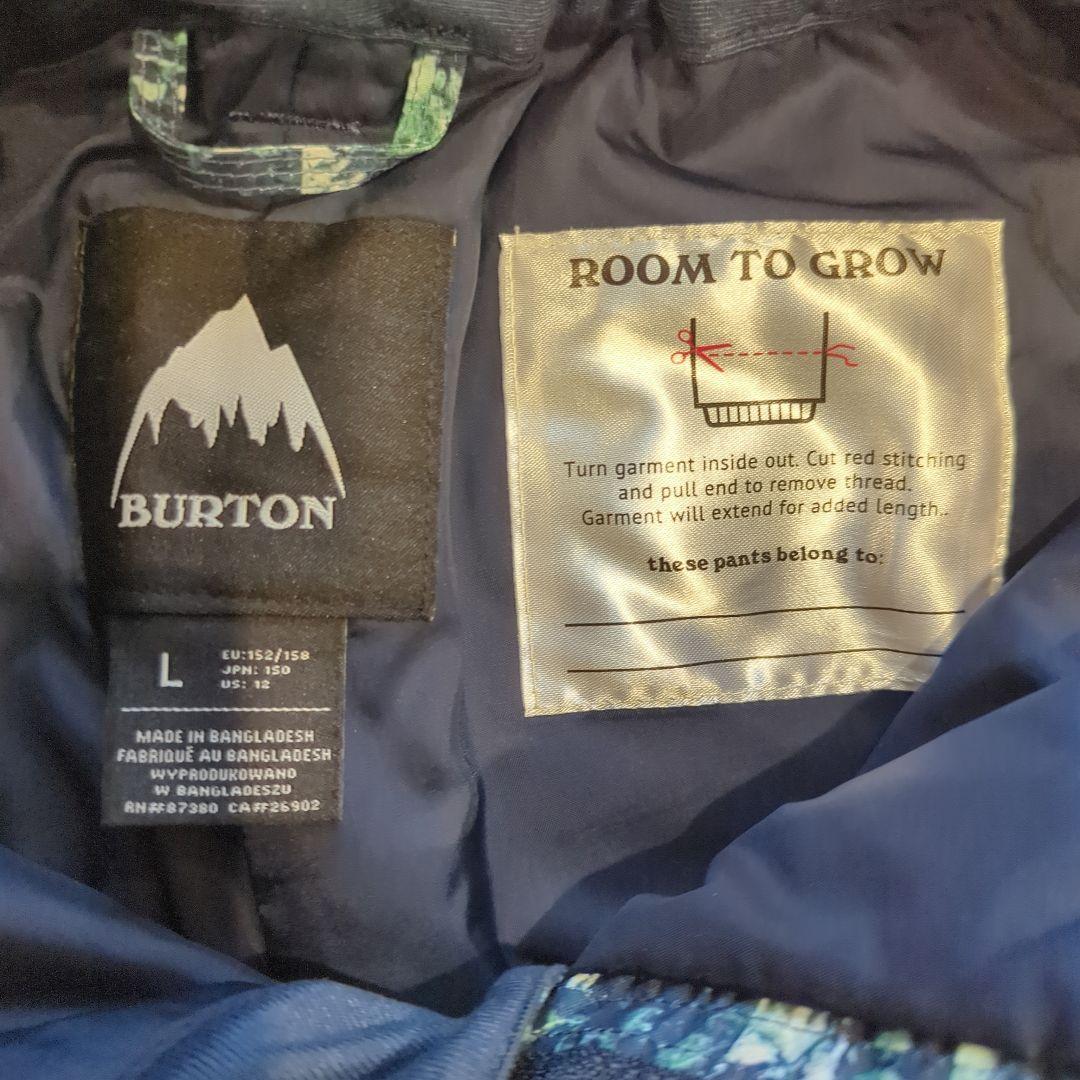 BURTON
L
EU:152/158
JPN: 150
US: 12
MADE IN BANGLADESH
FABRIQUÉ AU BANGLADESH
WYPRODUKOWANO
W BANGLADESZU
RN#87380 CA#26902
ROOM TO GROW
Turn garment inside out. Cut red stitching
and pull end to remove thread.
Garment will extend for added length..
these pants belong to: